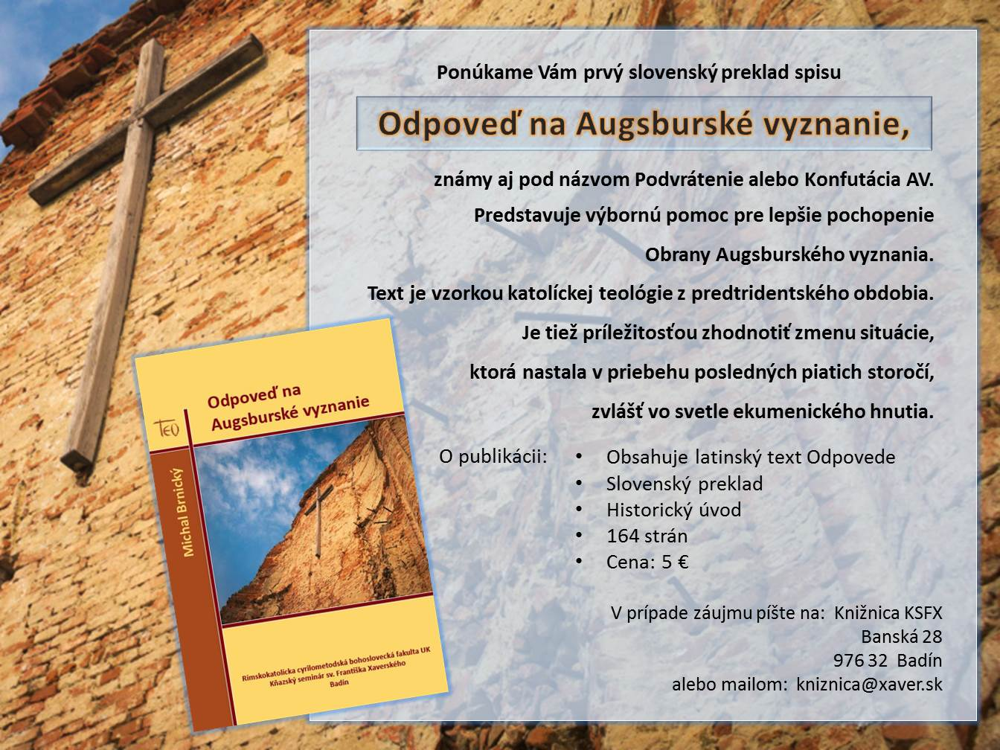 Ponúkame Vám prvý slovenský preklad spisu
Odpoveď na Augsburské vyznanie,
známy aj pod názvom Podvrátenie alebo Konfutácia AV.
Predstavuje výbornú pomoc pre lepšie pochopenie
Obrany Augsburského vyznania.
Text je vzorkou katolíckej teológie z predtridentského obdobia.
Je tiež príležitosťou zhodnotiť zmenu situácie,
ktorá nastala v priebehu posledných piatich storočí,
zvlášť vo svetle ekumenického hnutia.
O publikácii:
• Obsahuje latinský text Odpovede
• Slovenský preklad
• Historický úvod
• 164 strán
• Cena: 5 €
V prípade záujmu píšte na: Knižnica KSFX
Banská 28
976 32 Badín
alebo mailom: kniznica@xaver.sk
Odpoveď na
Augsburské vyznanie
TEO
Michal Brnický
Rímskokatolícka cyrilometodská bohoslovecká fakulta UK
Kňazský seminár sv. Františka Xaverského
Badín